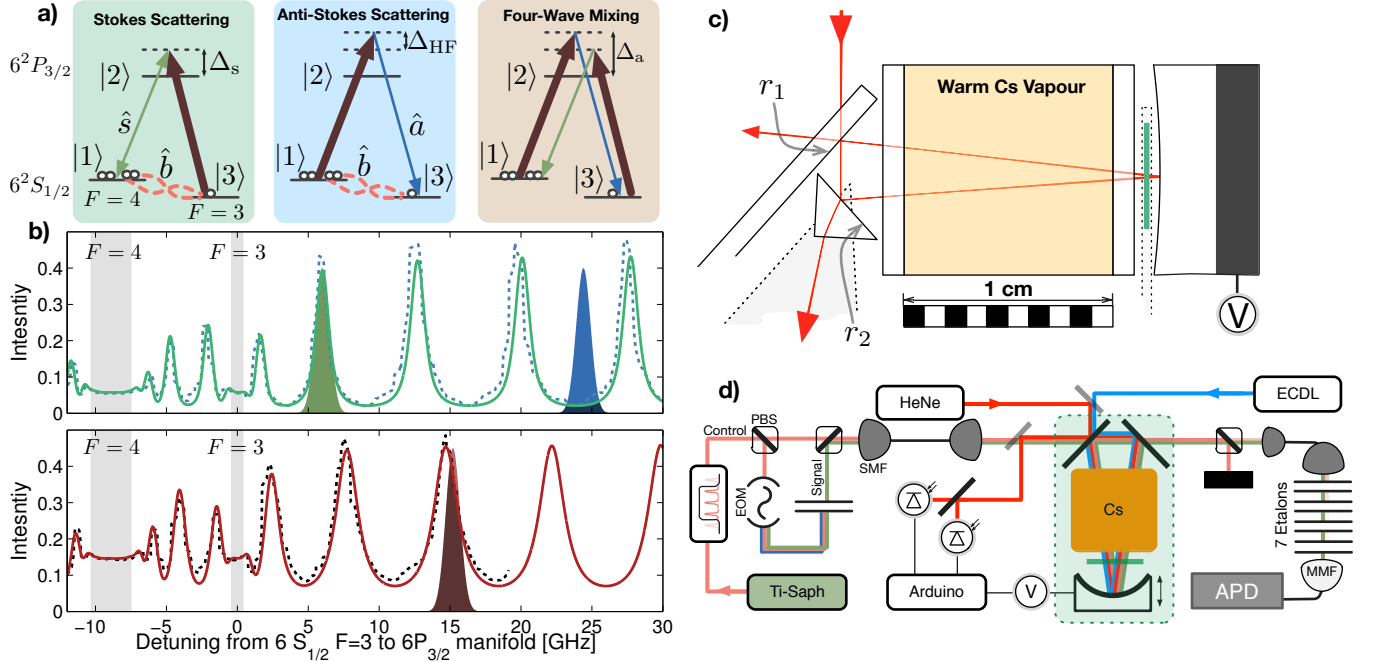 a)
Stokes Scattering
Anti-Stokes Scattering
Four-Wave Mixing
6²P₃/₂
|2⟩
Δₛ
|2⟩
Δ_HF
|2⟩
Δₐ
ŝ
â
|1⟩
b̂
|3⟩
|1⟩
b̂
|3⟩
|1⟩
|3⟩
6²S₁/₂
F = 4
F = 3
b)
F = 4
F = 3
Intesntiy
0.4
0.3
0.2
0.1
0
F = 4
F = 3
Intesntiy
0.4
0.3
0.2
0.1
0
−10
−5
0
5
10
15
20
25
30
Detuning from 6 S₁/₂ F=3 to 6P₃/₂ manifold [GHz]
c)
r₁
Warm Cs Vapour
1 cm
r₂
V
d)
HeNe
ECDL
Control
PBS
SMF
Signal
EOM
Cs
7 Etalons
Ti-Saph
Arduino
V
APD
MMF